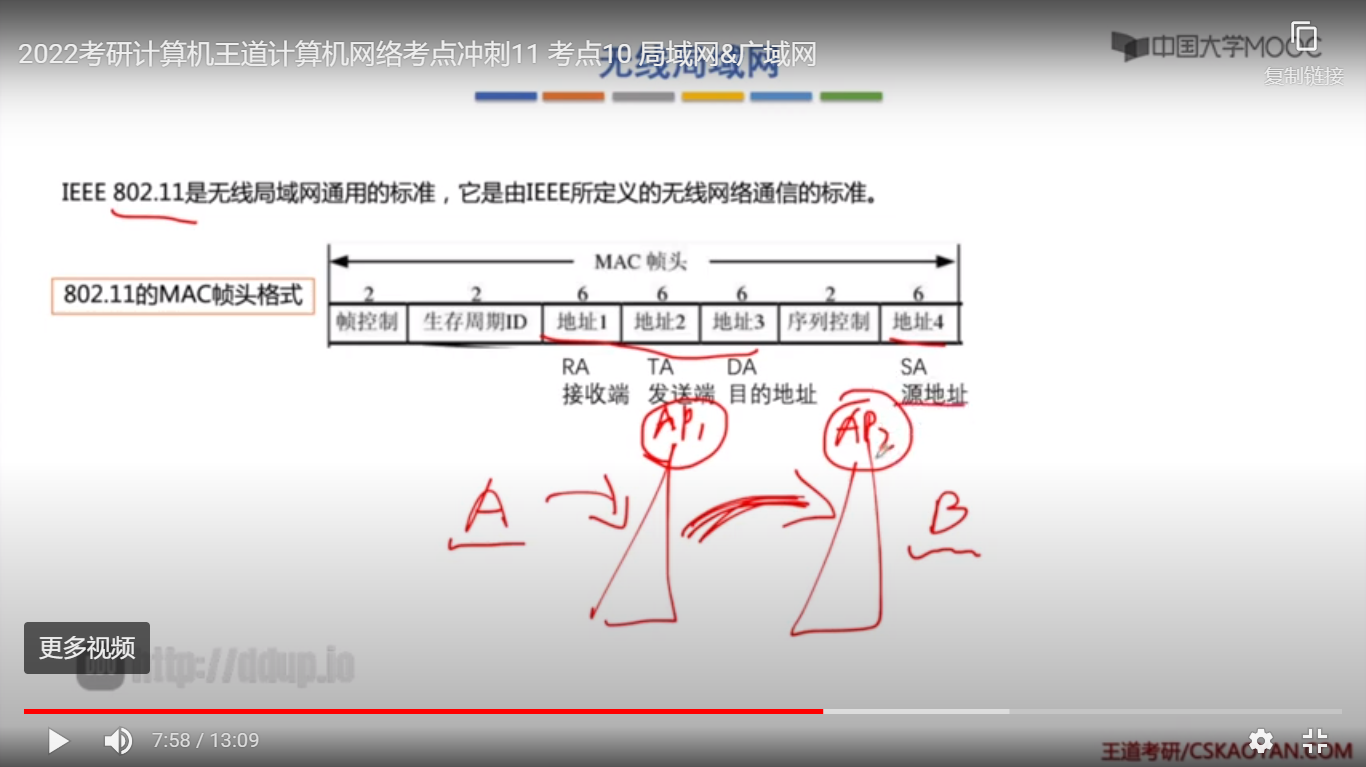 2022考研计算机王道计算机网络考点冲刺11 考点10 局域网&广域网
无线局域网
中国大学MOOC
复制链接
IEEE 802.11是无线局域网通用的标准，它是由IEEE所定义的无线网络通信的标准。
MAC 帧头
802.11的MAC帧头格式
2 2 6 6 6 2 6
帧控制 生存周期ID 地址1 地址2 地址3 序列控制 地址4
RA TA DA SA
接收端 发送端 目的地址 源地址
AP1 AP2
A B
更多视频
http://ddup.io
7:58 / 13:09
王道考研/CSKAOYAN.COM